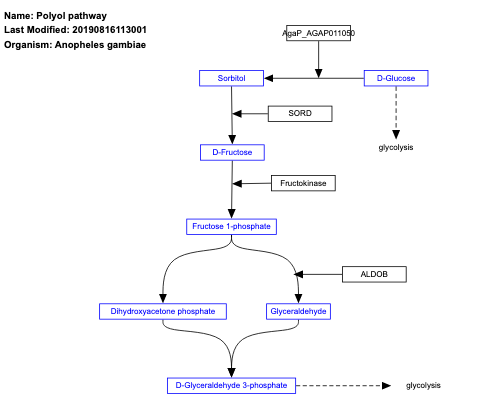 Name: Polyol pathway
Last Modified: 20190816113001
Organism: Anopheles gambiae
AgaP_AGAP011050
Sorbitol
D-Glucose
SORD
glycolysis
D-Fructose
Fructokinase
Fructose 1-phosphate
ALDOB
Dihydroxyacetone phosphate
Glyceraldehyde
D-Glyceraldehyde 3-phosphate
glycolysis